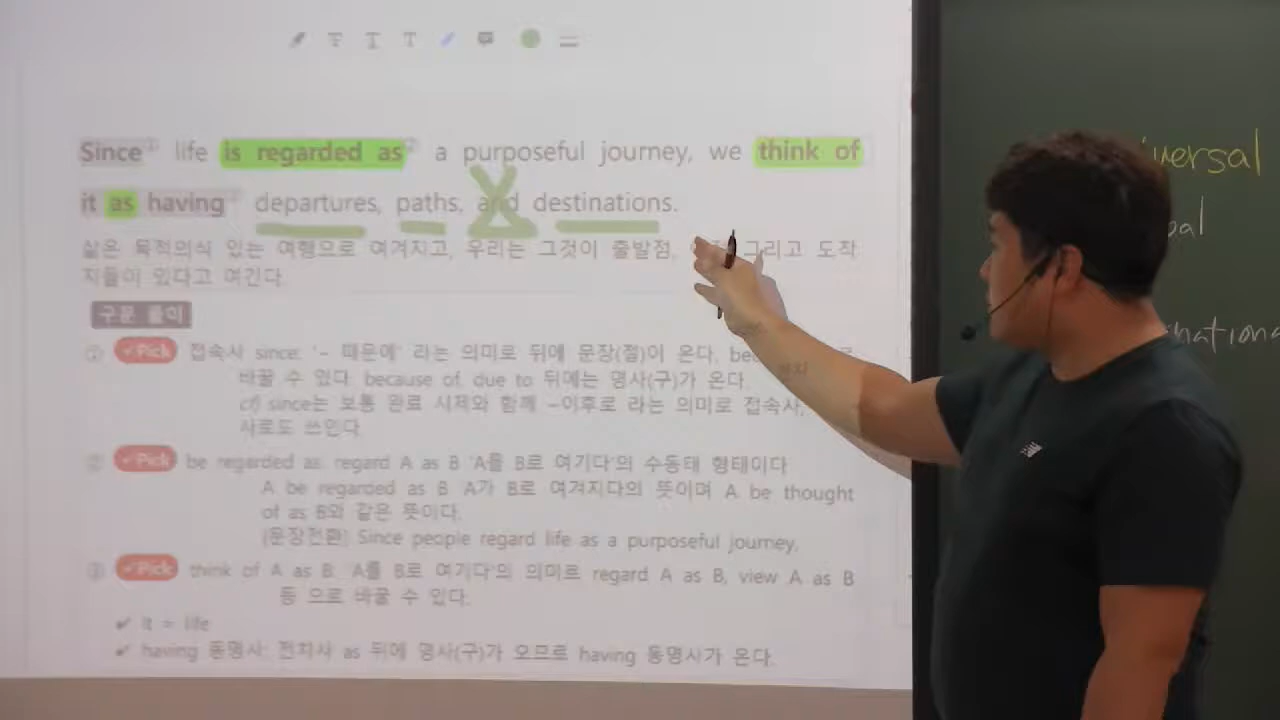 Since① life is regarded as② a purposeful journey, we think of
it as having③ departures, paths, and destinations.
삶은 목적의식 있는 여행으로 여겨지고, 우리는 그것이 출발점, 그리고 도착
지들이 있다고 여긴다.
구문 풀이
① ✓Pick 접속사 since: '~ 때문에' 라는 의미로 뒤에 문장(절)이 온다,
바꿀 수 있다. because of, due to 뒤에는 명사(구)가 온다.
cf) since는 보통 완료 시제와 함께 ~이후로 라는 의미로 접속사,
사로도 쓰인다.
② ✓Pick be regarded as: regard A as B 'A를 B로 여기다'의 수동태 형태이다
A be regarded as B: A가 B로 여겨지다의 뜻이며 A be thought
of as B와 같은 뜻이다.
(문장전환) Since people regard life as a purposeful journey,
③ ✓Pick think of A as B: 'A를 B로 여기다'의 의미로 regard A as B, view A as B
등 으로 바꿀 수 있다.
✓ it = life
✓ having 동명사: 전치사 as 뒤에 명사(구)가 오므로 having 동명사가 온다.